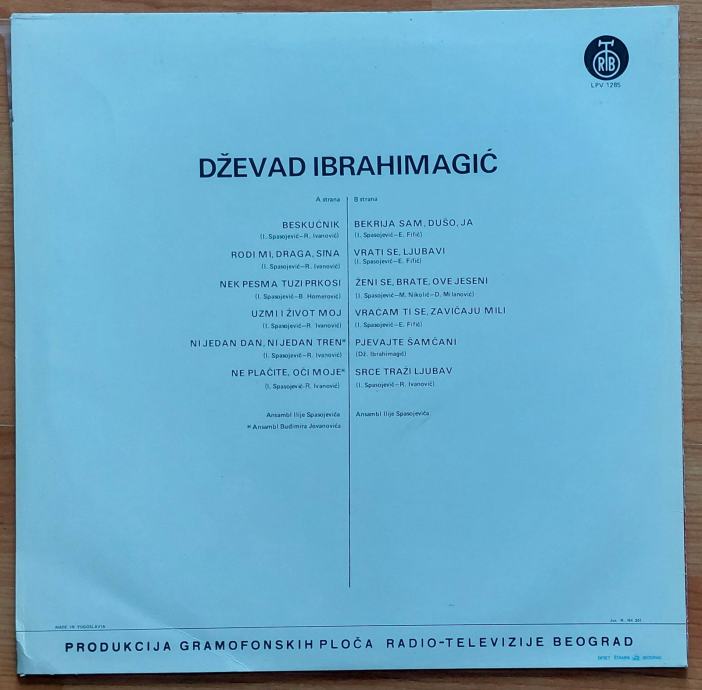 RTB
LPV 1285
DŽEVAD IBRAHIMAGIĆ
A strana
BESKUĆNIK
(I. Spasojević–R. Ivanović)
RODI MI, DRAGA, SINA
(I. Spasojević–R. Ivanović)
NEK PESMA TUZI PRKOSI
(I. Spasojević–B. Homerović)
UZMI I ŽIVOT MOJ
(I. Spasojević–R. Ivanović)
NI JEDAN DAN, NI JEDAN TREN*
(I. Spasojević–R. Ivanović)
NE PLAČITE, OČI MOJE*
(I. Spasojević–R. Ivanović)
Ansambl Ilije Spasojevića
* Ansambl Budimira Jovanovića
B strana
BEKRIJA SAM, DUŠO, JA
(I. Spasojević–E. Fifić)
VRATI SE, LJUBAVI
(I. Spasojević–E. Fifić)
ŽENI SE, BRATE, OVE JESENI
(I. Spasojević–M. Nikolić–D. Milanović)
VRAĆAM TI SE, ZAVIČAJU MILI
(I. Spasojević–E. Fifić)
PJEVAJTE ŠAMČANI
(Dž. Ibrahimagić)
SRCE TRAŽI LJUBAV
(I. Spasojević–R. Ivanović)
Ansambl Ilije Spasojevića
MADE IN YUGOSLAVIA
PRODUKCIJA GRAMOFONSKIH PLOČA RADIO-TELEVIZIJE BEOGRAD
OFSET ŠTAMPA BEOGRAD